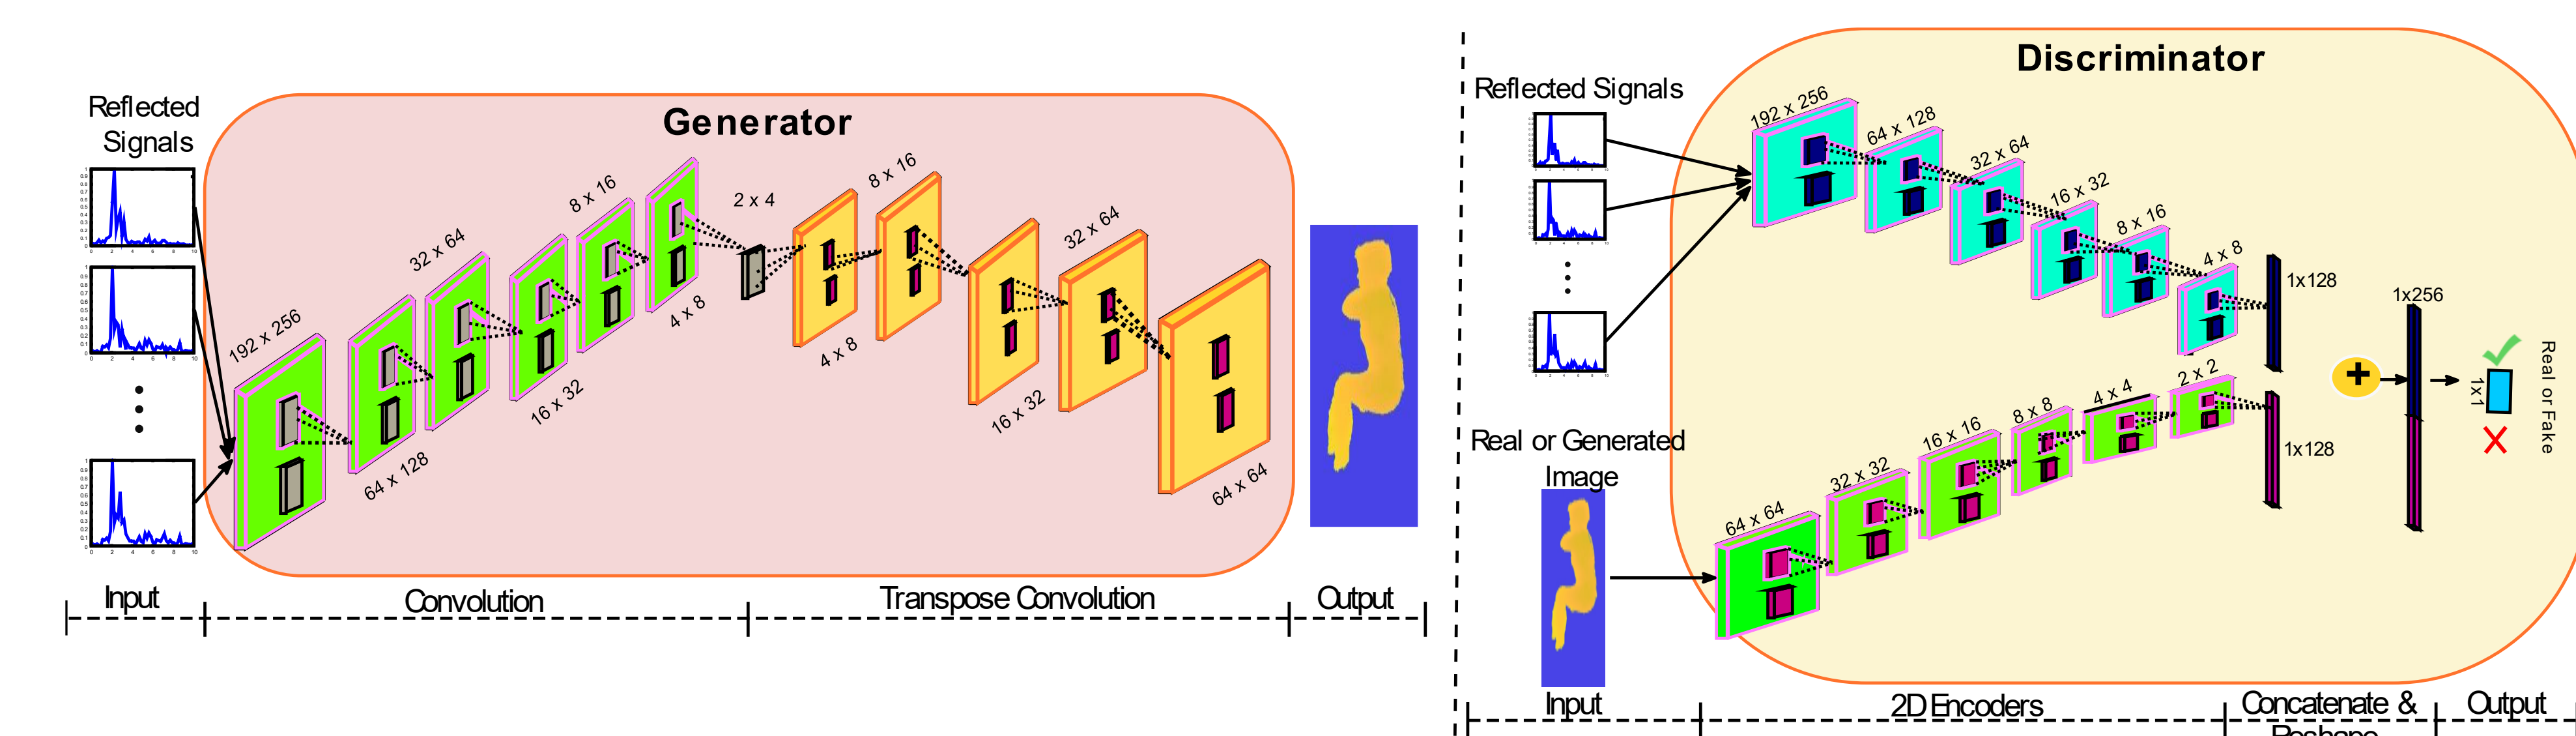 Generator
Reflected
Signals
192 x 256
64 x 128
32 x 64
16 x 32
8 x 16
4 x 8
2 x 4
4 x 8
8 x 16
16 x 32
32 x 64
64 x 64
Input
Convolution
Transpose Convolution
Output
Discriminator
Reflected Signals
192 x 256
64 x 128
32 x 64
16 x 32
8 x 16
4 x 8
1x128
Real or Generated
Image
64 x 64
32 x 32
16 x 16
8 x 8
4 x 4
2 x 2
1x128
+
1x256
1x1
Real or Fake
Input
2D Encoders
Concatenate &
Reshape
Output